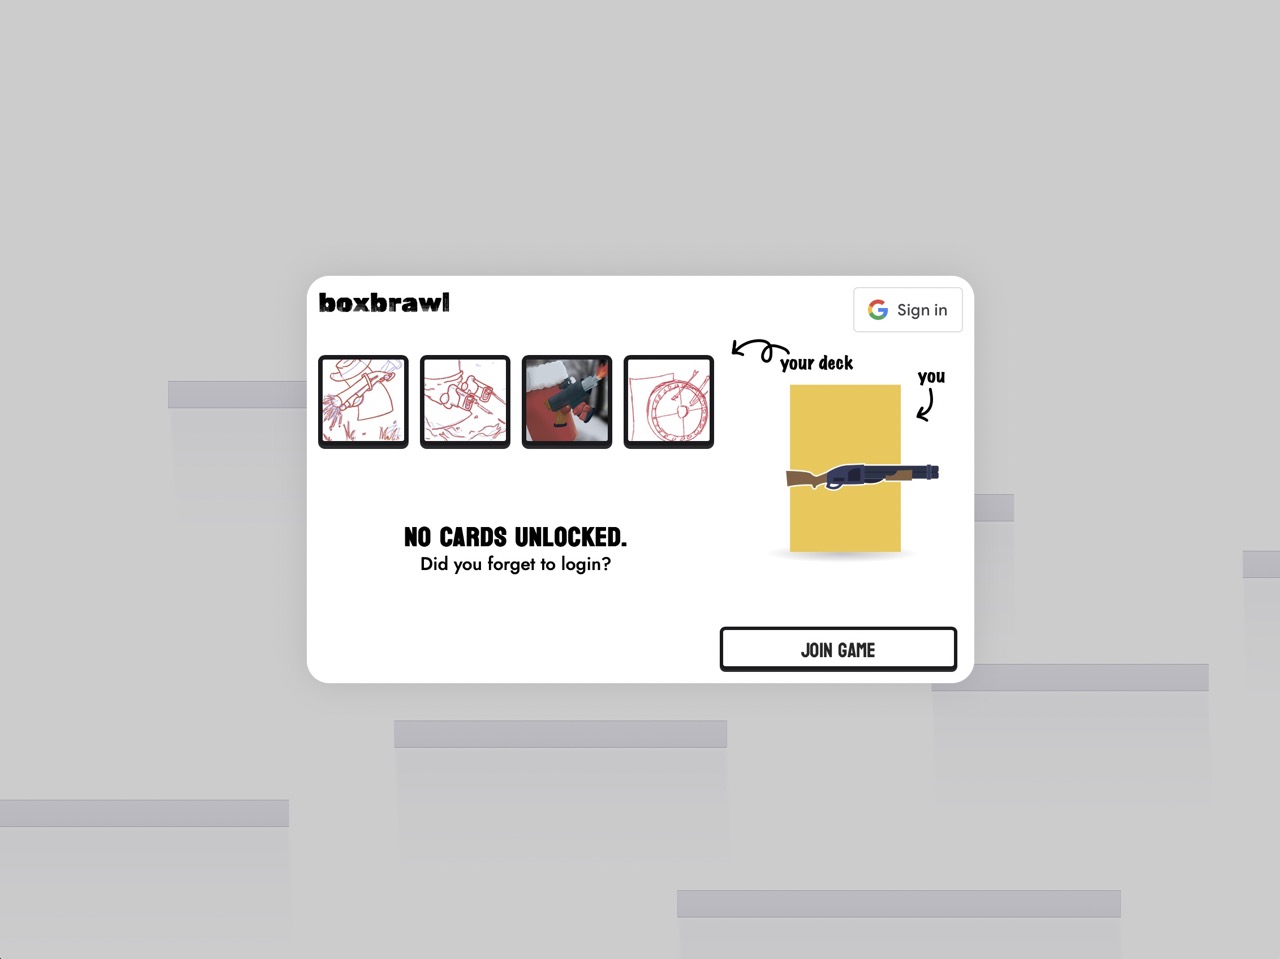 boxbrawl
Sign in
your deck
you
NO CARDS UNLOCKED.
Did you forget to login?
JOIN GAME